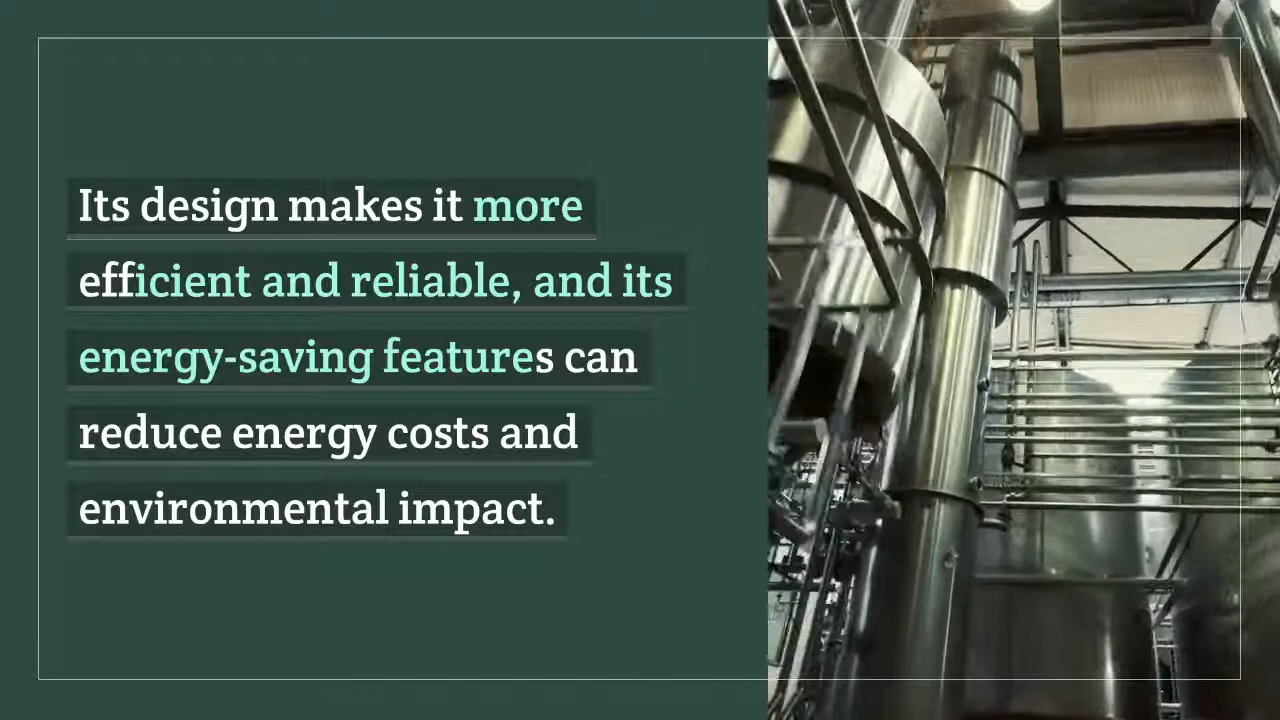 Its design makes it more
efficient and reliable, and its
energy-saving features can
reduce energy costs and
environmental impact.